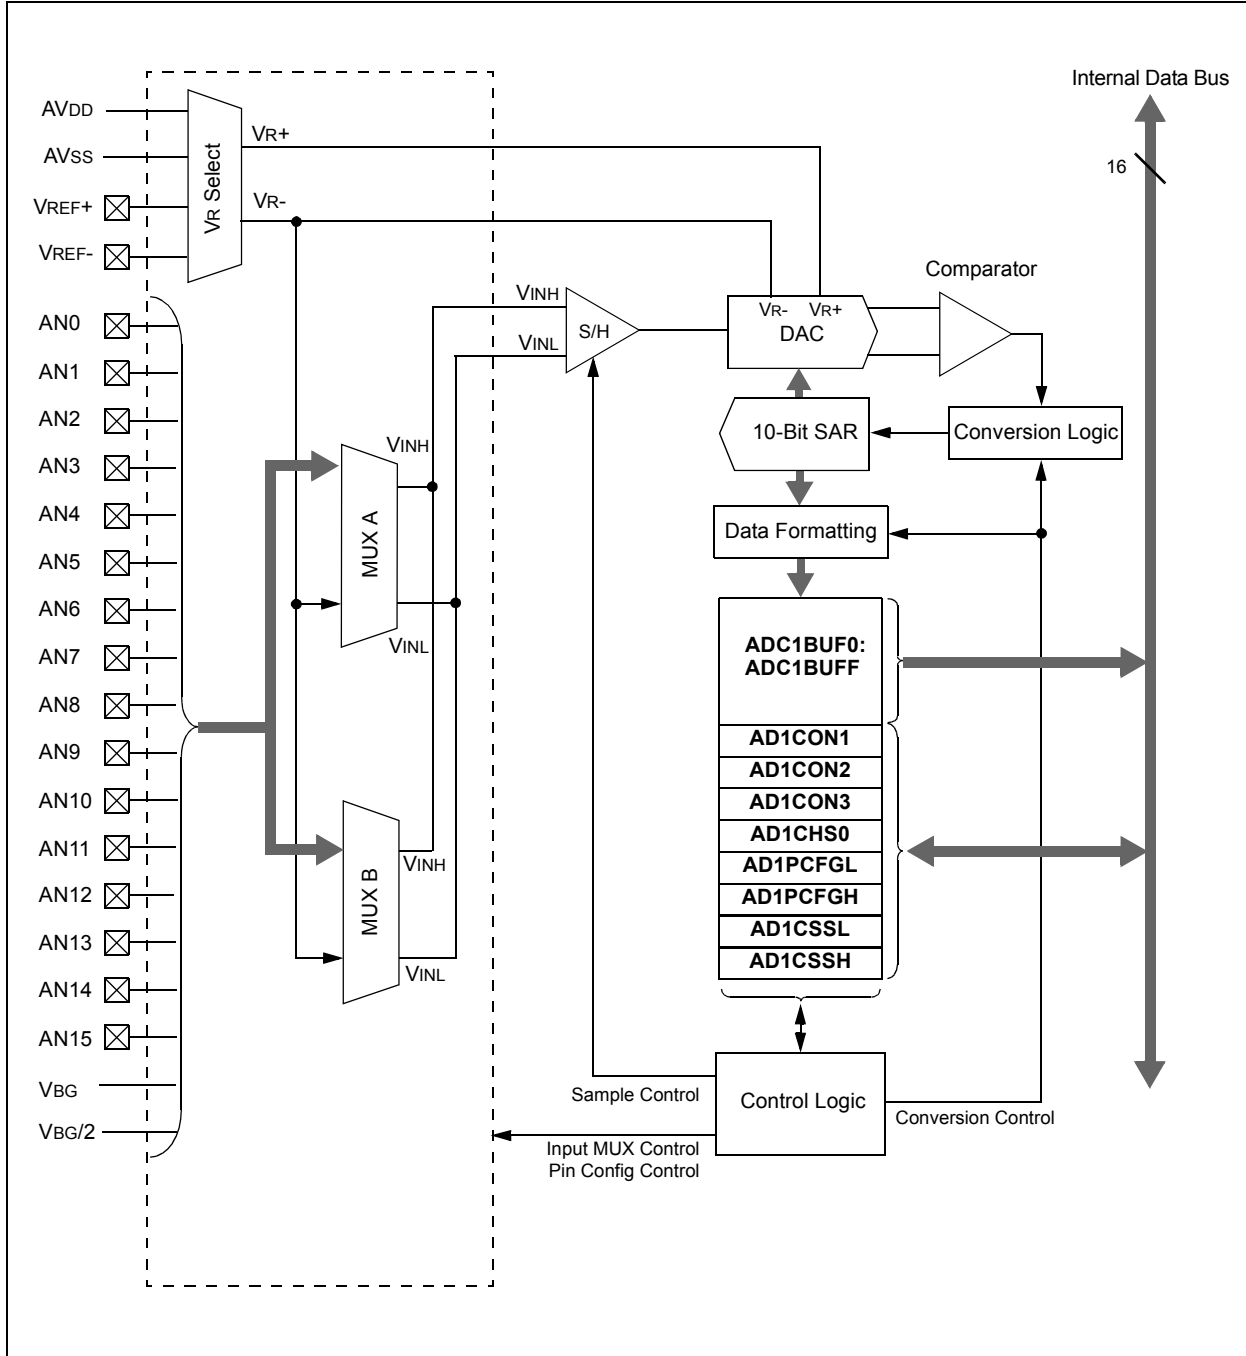 Internal Data Bus
16
AVDD
AVSS
VREF+
VREF-
VR Select
VR+
VR-
Comparator
VINH
VINL
S/H
VR- VR+
DAC
10-Bit SAR
Conversion Logic
Data Formatting
AN0
AN1
AN2
AN3
AN4
AN5
AN6
AN7
AN8
AN9
AN10
AN11
AN12
AN13
AN14
AN15
VBG
VBG/2
VINH
MUX A
VINL
VINH
MUX B
VINL
ADC1BUF0:
ADC1BUFF
AD1CON1
AD1CON2
AD1CON3
AD1CHS0
AD1PCFGL
AD1PCFGH
AD1CSSL
AD1CSSH
Sample Control
Control Logic
Conversion Control
Input MUX Control
Pin Config Control